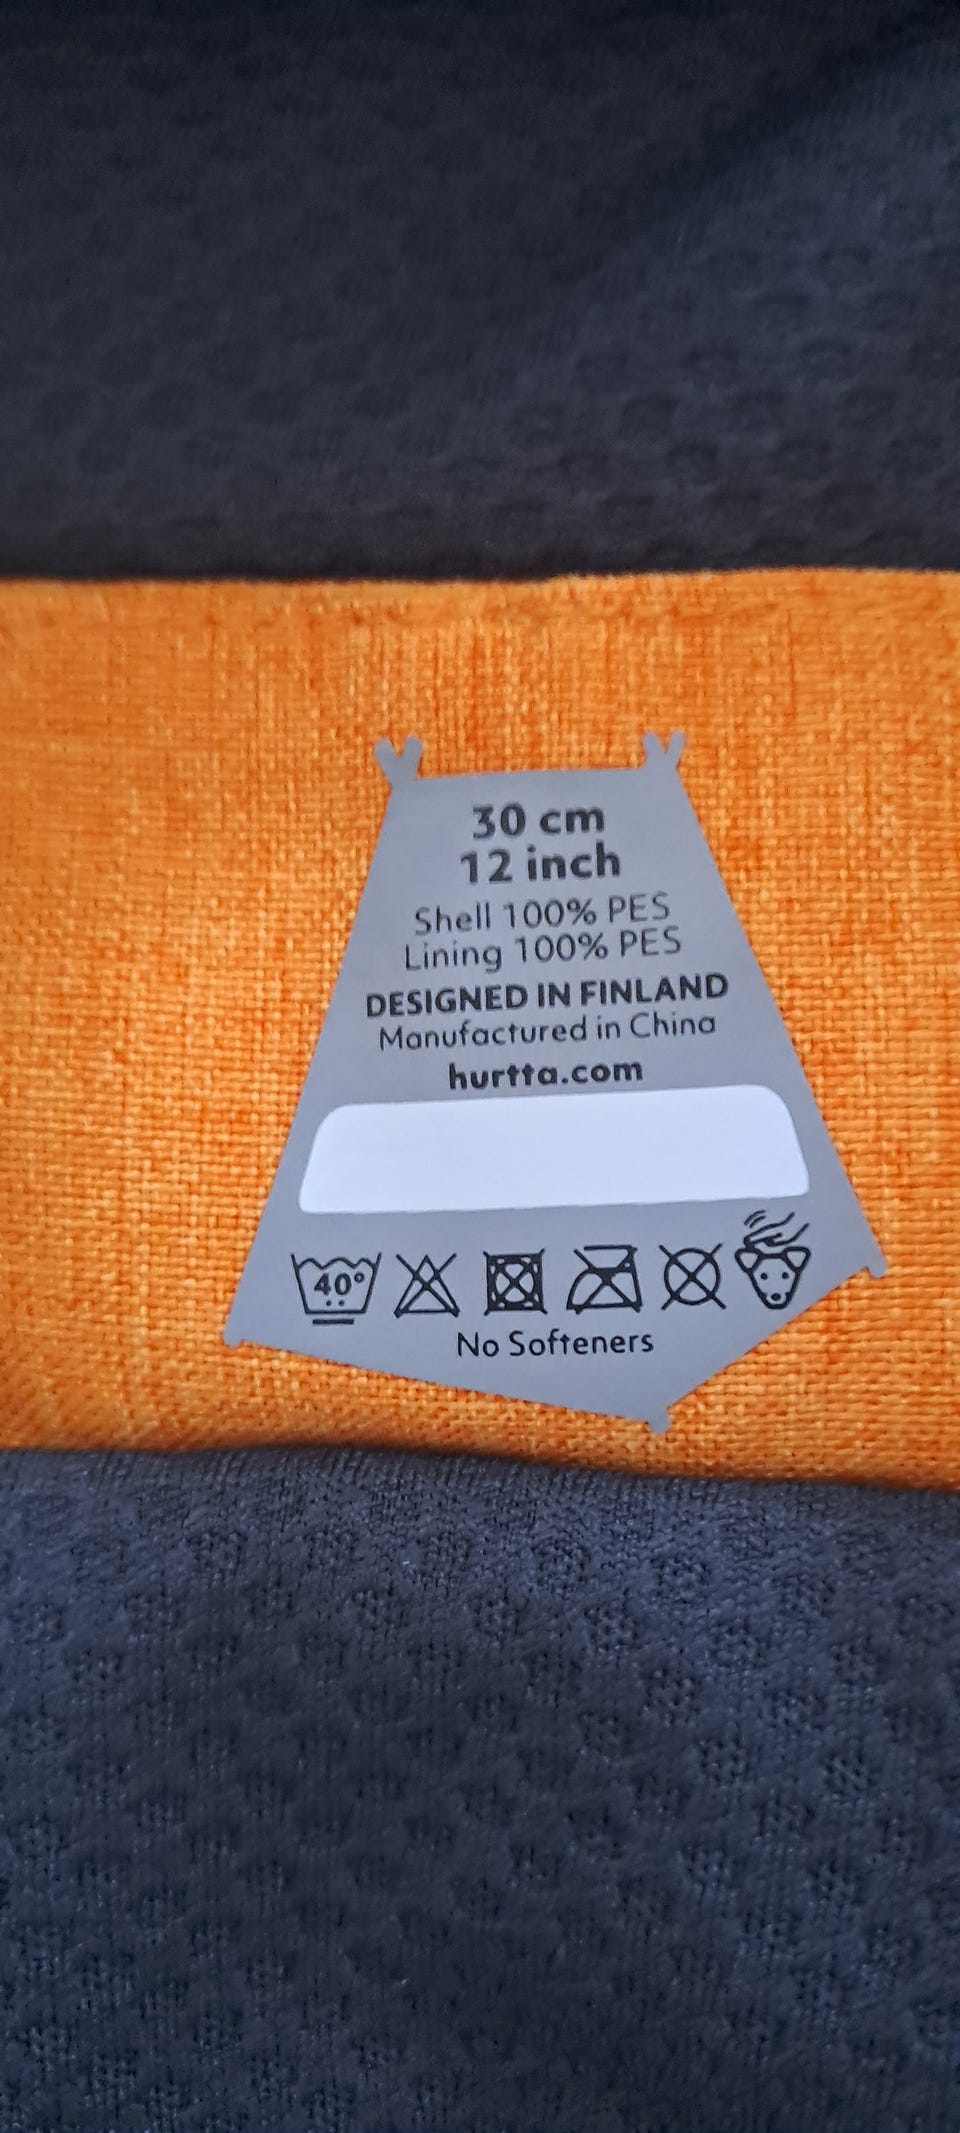 30 cm
12 inch
Shell 100% PES
Lining 100% PES
DESIGNED IN FINLAND
Manufactured in China
hurtta.com
40°
No Softeners